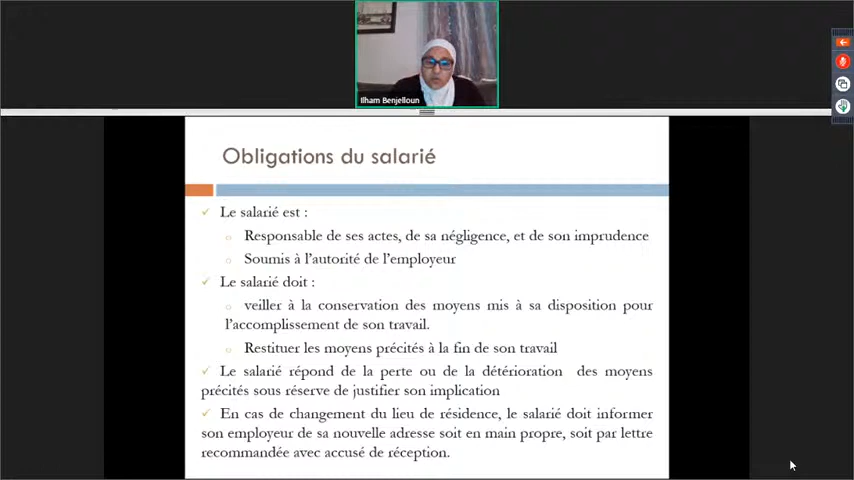 Ilham Benjelloun
Obligations du salarié
Le salarié est :
Responsable de ses actes, de sa négligence, et de son imprudence
Soumis à l'autorité de l'employeur
Le salarié doit :
veiller à la conservation des moyens mis à sa disposition pour
l'accomplissement de son travail.
Restituer les moyens précités à la fin de son travail
Le salarié répond de la perte ou de la détérioration des moyens
précités sous réserve de justifier son implication
En cas de changement du lieu de résidence, le salarié doit informer
son employeur de sa nouvelle adresse soit en main propre, soit par lettre
recommandée avec accusé de réception.